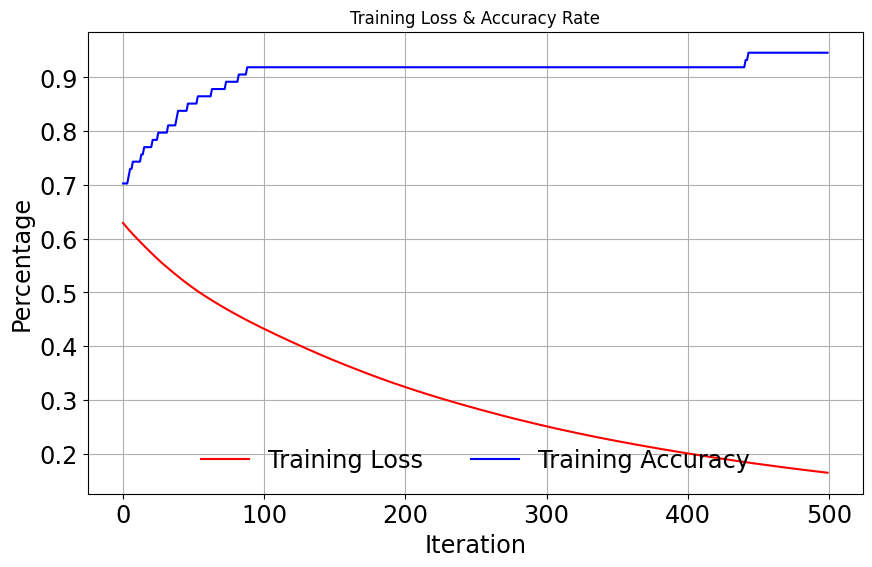 Training Loss & Accuracy Rate
Percentage
0.9
0.8
0.7
0.6
0.5
0.4
0.3
0.2
Training Loss Training Accuracy
0 100 200 300 400 500
Iteration